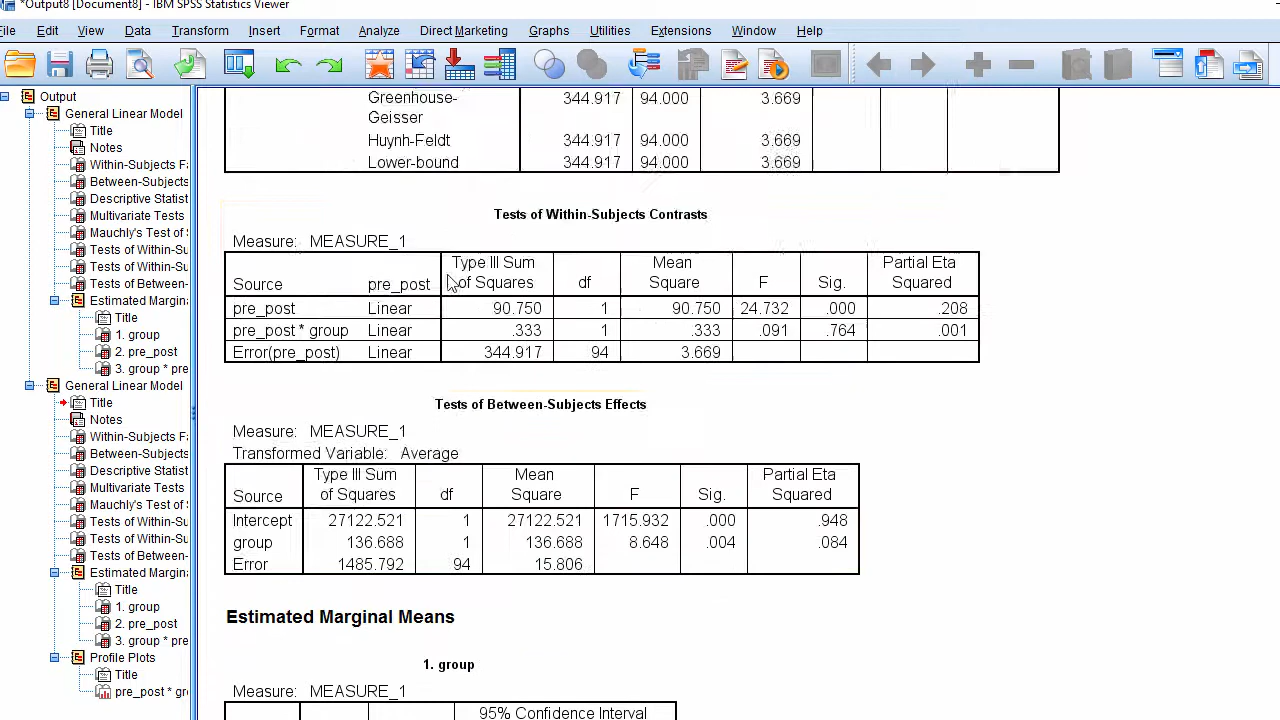 *Output8 [Document8] - IBM SPSS Statistics Viewer
File Edit View Data Transform Insert Format Analyze Direct Marketing Graphs Utilities Extensions Window Help
Output
General Linear Model
Title
Notes
Within-Subjects Fa
Between-Subjects
Descriptive Statist
Multivariate Tests
Mauchly's Test of
Tests of Within-Su
Tests of Within-Su
Tests of Between-
Estimated Margina
Title
1. group
2. pre_post
3. group * pre
General Linear Model
Title
Notes
Within-Subjects Fa
Between-Subjects
Descriptive Statist
Multivariate Tests
Mauchly's Test of
Tests of Within-Su
Tests of Within-Su
Tests of Between-
Estimated Margina
Title
1. group
2. pre_post
3. group * pre
Profile Plots
Title
pre_post * gr
Greenhouse-Geisser 344.917 94.000 3.669
Huynh-Feldt 344.917 94.000 3.669
Lower-bound 344.917 94.000 3.669
Tests of Within-Subjects Contrasts
Measure: MEASURE_1
Source pre_post Type III Sum of Squares df Mean Square F Sig. Partial Eta Squared
pre_post Linear 90.750 1 90.750 24.732 .000 .208
pre_post * group Linear .333 1 .333 .091 .764 .001
Error(pre_post) Linear 344.917 94 3.669
Tests of Between-Subjects Effects
Measure: MEASURE_1
Transformed Variable: Average
Source Type III Sum of Squares df Mean Square F Sig. Partial Eta Squared
Intercept 27122.521 1 27122.521 1715.932 .000 .948
group 136.688 1 136.688 8.648 .004 .084
Error 1485.792 94 15.806
Estimated Marginal Means
1. group
Measure: MEASURE_1
95% Confidence Interval